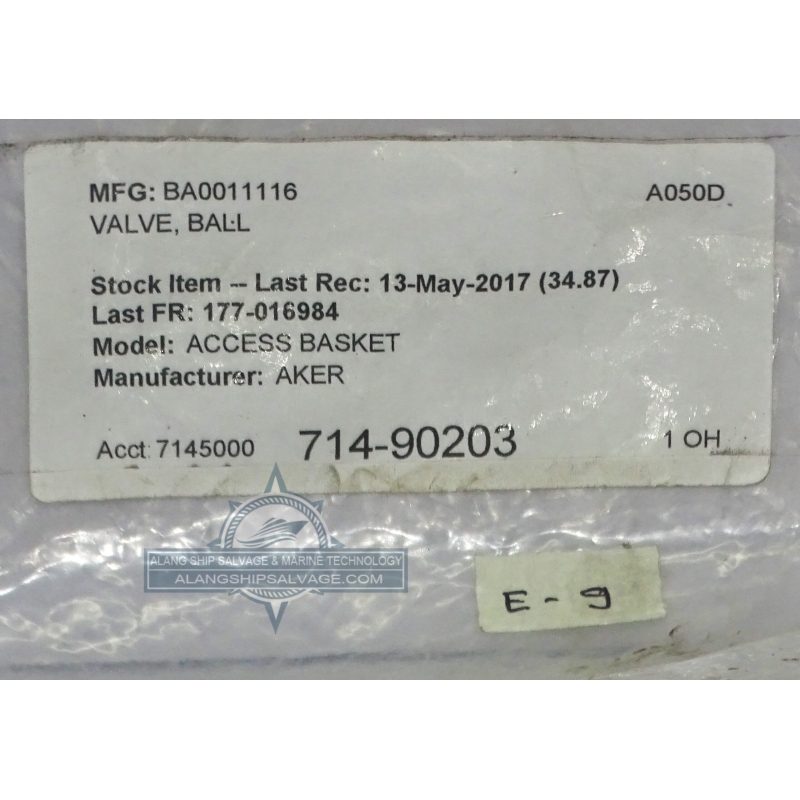 MFG: BA0011116 A050D
VALVE, BALL
Stock Item -- Last Rec: 13-May-2017 (34.87)
Last FR: 177-016984
Model: ACCESS BASKET
Manufacturer: AKER
Acct: 7145000 714-90203 1 OH
ALANG SHIP SALVAGE & MARINE TECHNOLOGY
ALANGSHIPSALVAGE.COM
E - 9